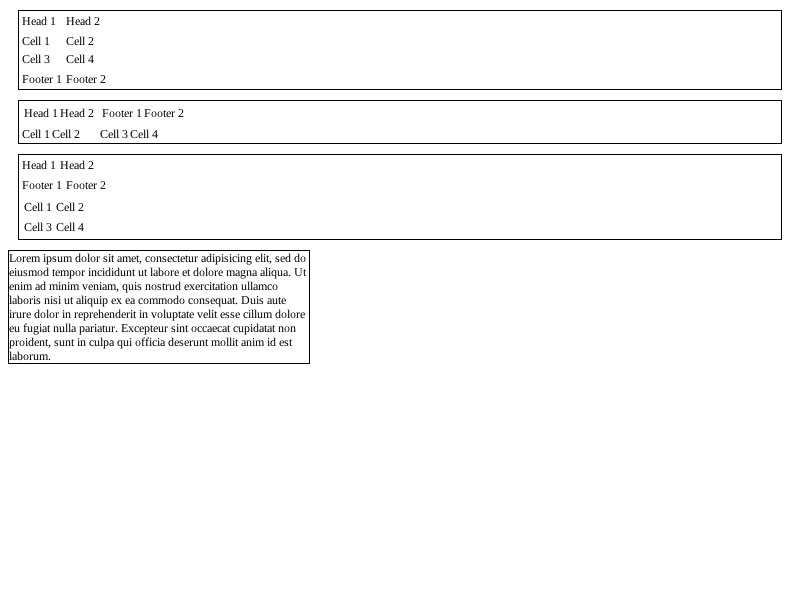 Head 1 Head 2
Cell 1 Cell 2
Cell 3 Cell 4
Footer 1 Footer 2
Head 1 Head 2 Footer 1 Footer 2
Cell 1 Cell 2 Cell 3 Cell 4
Head 1 Head 2
Footer 1 Footer 2
Cell 1 Cell 2
Cell 3 Cell 4
Lorem ipsum dolor sit amet, consectetur adipisicing elit, sed do
eiusmod tempor incididunt ut labore et dolore magna aliqua. Ut
enim ad minim veniam, quis nostrud exercitation ullamco
laboris nisi ut aliquip ex ea commodo consequat. Duis aute
irure dolor in reprehenderit in voluptate velit esse cillum dolore
eu fugiat nulla pariatur. Excepteur sint occaecat cupidatat non
proident, sunt in culpa qui officia deserunt mollit anim id est
laborum.